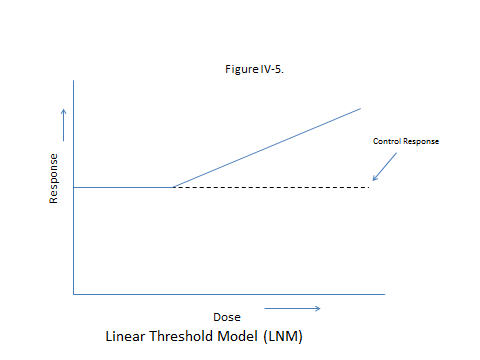 Figure IV-5.
Control Response
Response
Dose
Linear Threshold Model (LNM)